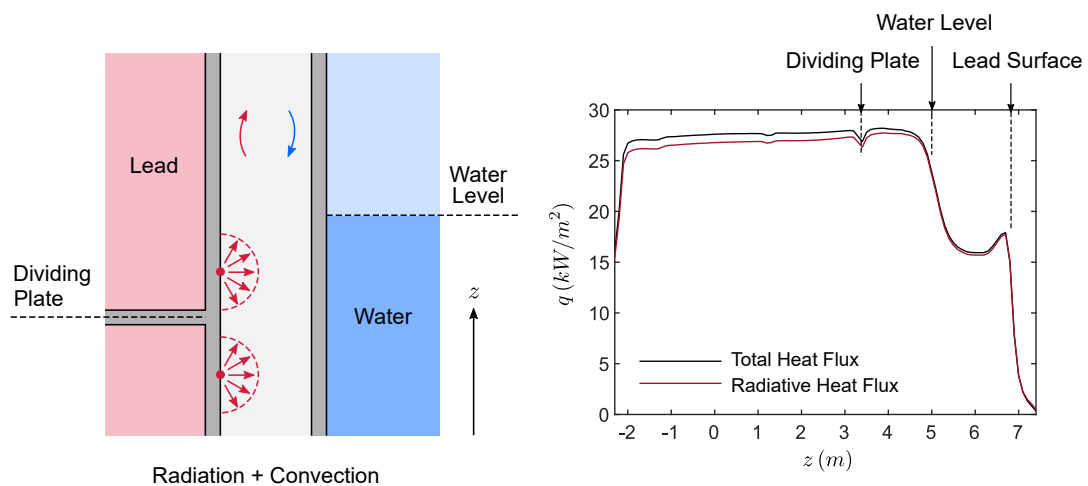 Lead
Water
Level
Dividing
Plate
Water
z
Radiation + Convection
Water Level
Dividing Plate
Lead Surface
q (kW/m²)
30
25
20
15
10
5
0
Total Heat Flux
Radiative Heat Flux
-2 -1 0 1 2 3 4 5 6 7
z (m)